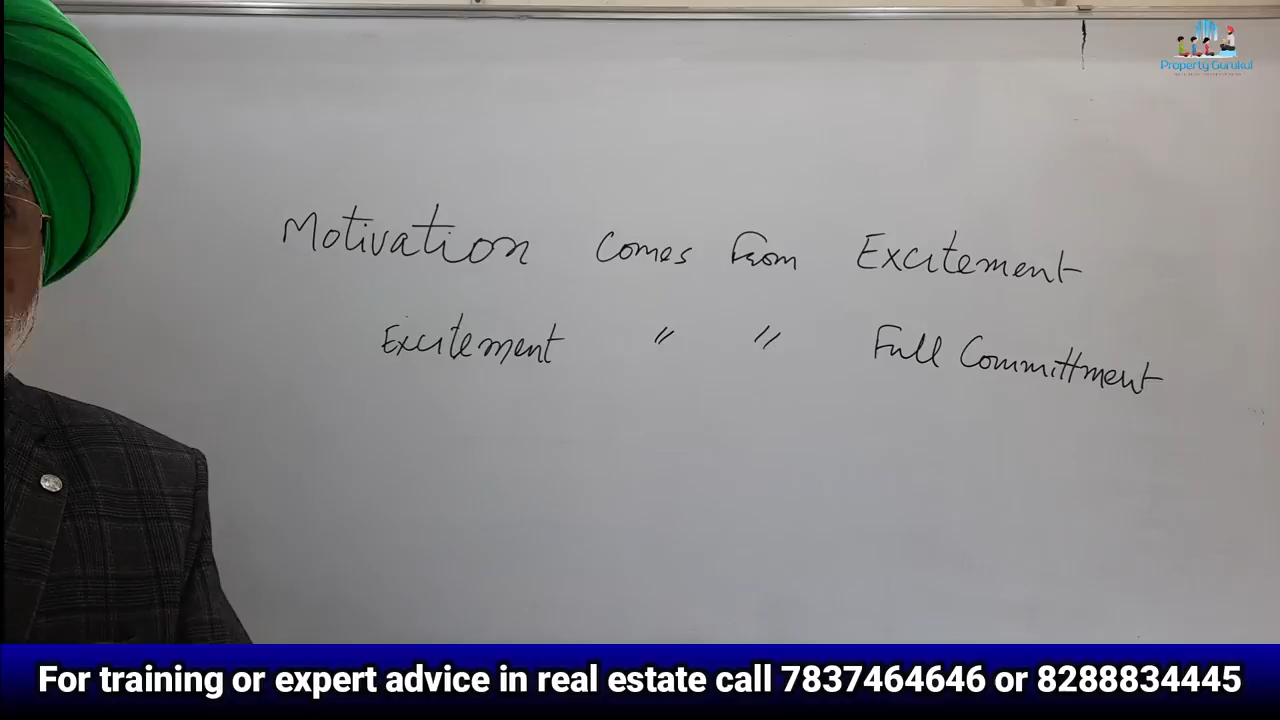 Property Gurukul
Motivation comes from Excitement
Excitement " " Full Committment
For training or expert advice in real estate call 7837464646 or 8288834445